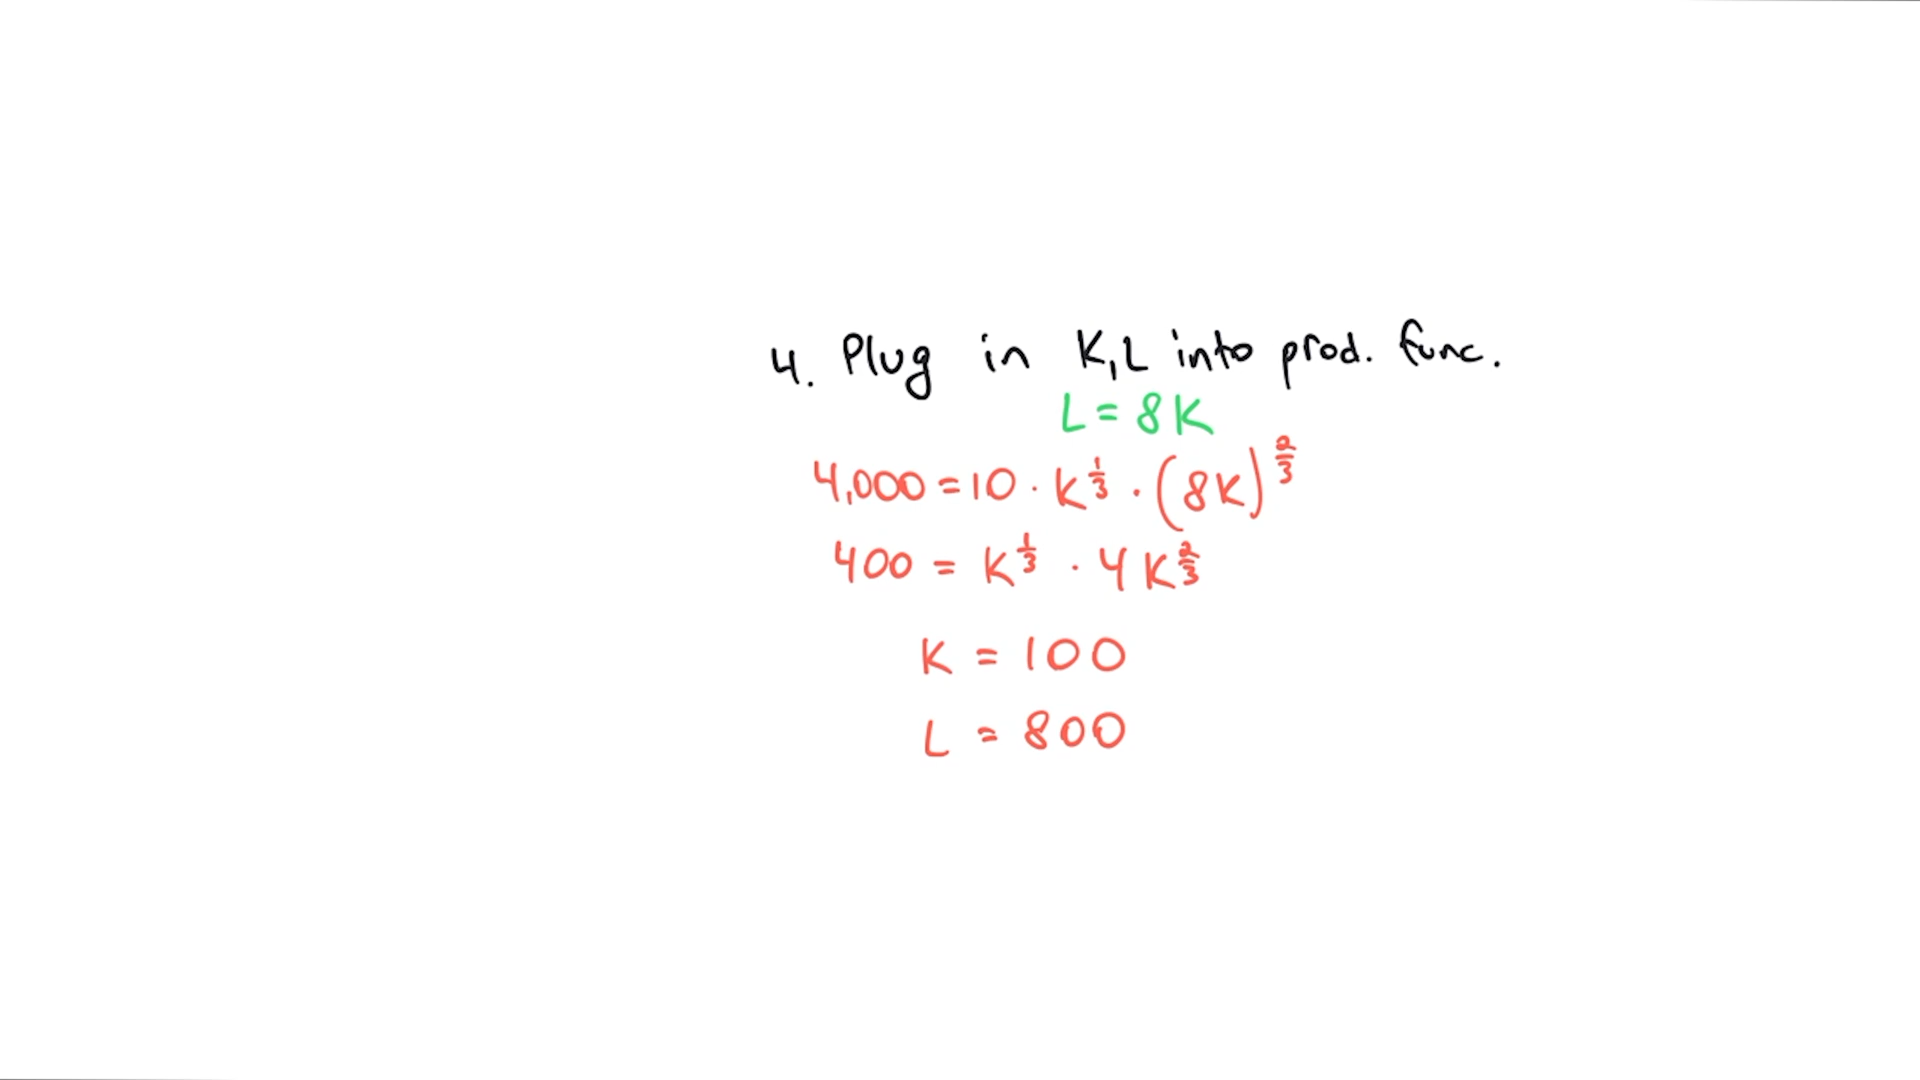 4. Plug in K,L into prod. func.
L = 8K
4,000 = 10 · K^{1/3} · (8K)^{2/3}
400 = K^{1/3} · 4K^{2/3}
K = 100
L = 800